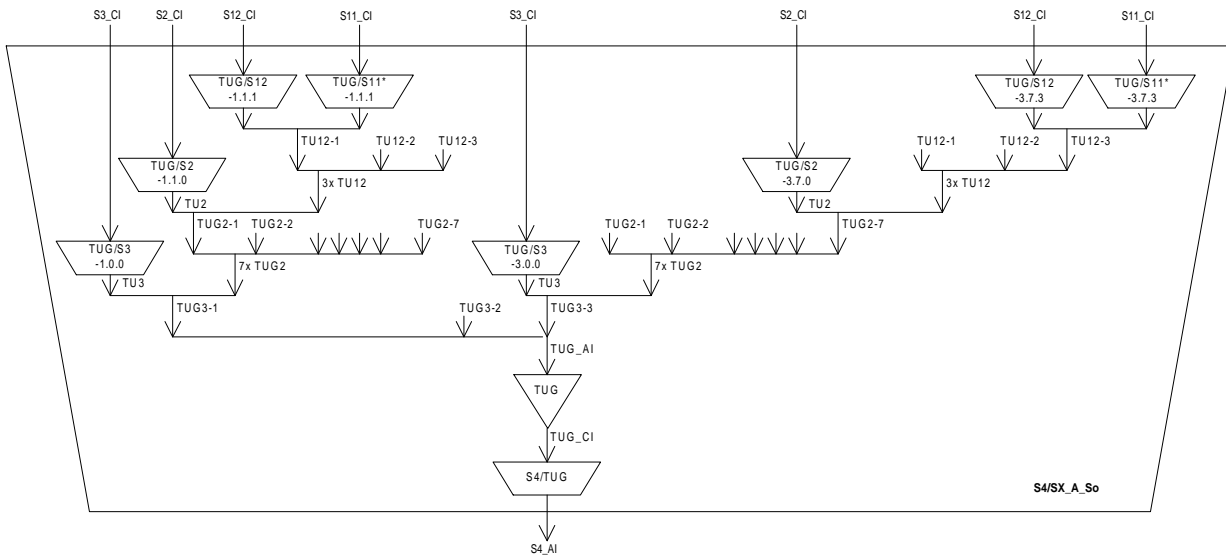 S3_CI
S2_CI
S12_CI
S11_CI
S3_CI
S2_CI
S12_CI
S11_CI
TUG/S12
-1.1.1
TUG/S11*
-1.1.1
TUG/S12
-3.7.3
TUG/S11*
-3.7.3
TU12-1
TU12-2
TU12-3
TU12-1
TU12-2
TU12-3
TUG/S2
-1.1.0
TUG/S2
-3.7.0
3x TU12
3x TU12
TU2
TU2
TUG2-1
TUG2-2
TUG2-7
TUG2-1
TUG2-2
TUG2-7
TUG/S3
-1.0.0
TUG/S3
-3.0.0
7x TUG2
7x TUG2
TU3
TU3
TUG3-1
TUG3-2
TUG3-3
TUG_AI
TUG
TUG_CI
S4/TUG
S4/SX_A_So
S4_AI